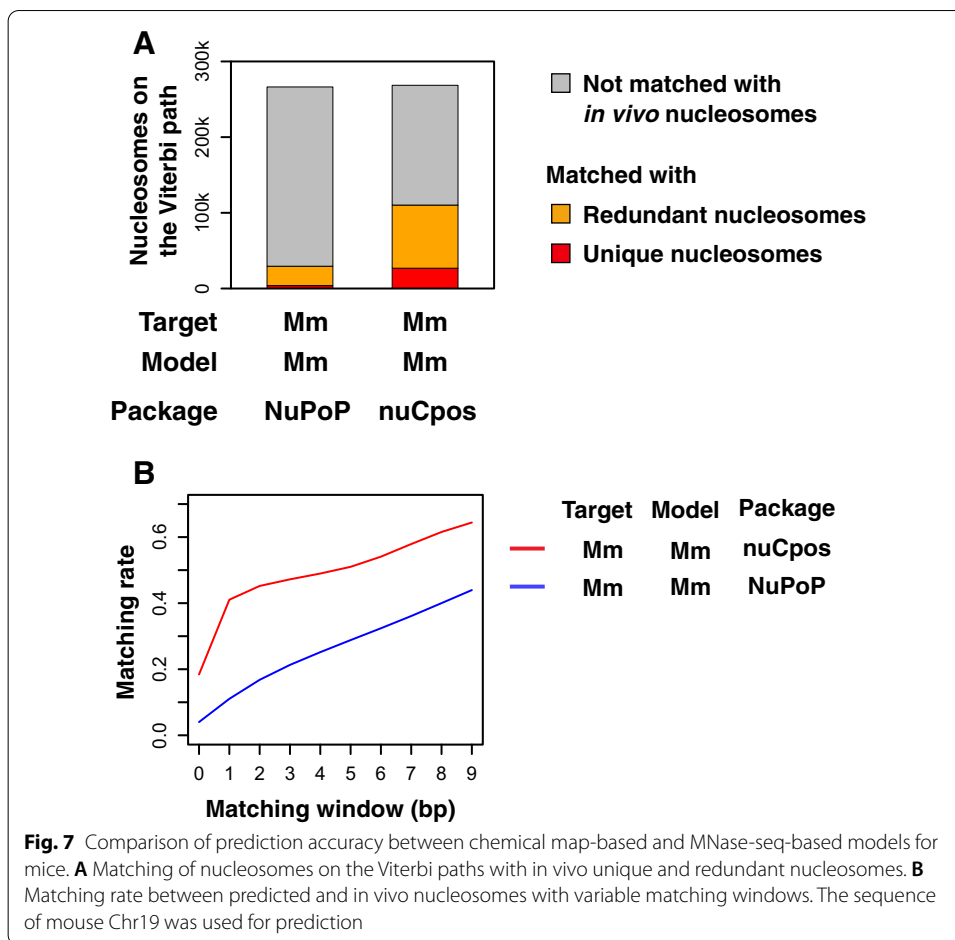 A
Nucleosomes on
the Viterbi path
300k
200k
100k
0
Not matched with
in vivo nucleosomes
Matched with
Redundant nucleosomes
Unique nucleosomes
Target Mm Mm
Model Mm Mm
Package NuPoP nuCpos
B
Matching rate
0.6
0.4
0.2
0.0
0 1 2 3 4 5 6 7 8 9
Matching window (bp)
Target Model Package
Mm Mm nuCpos
Mm Mm NuPoP
Fig. 7 Comparison of prediction accuracy between chemical map-based and MNase-seq-based models for
mice. A Matching of nucleosomes on the Viterbi paths with in vivo unique and redundant nucleosomes. B
Matching rate between predicted and in vivo nucleosomes with variable matching windows. The sequence
of mouse Chr19 was used for prediction